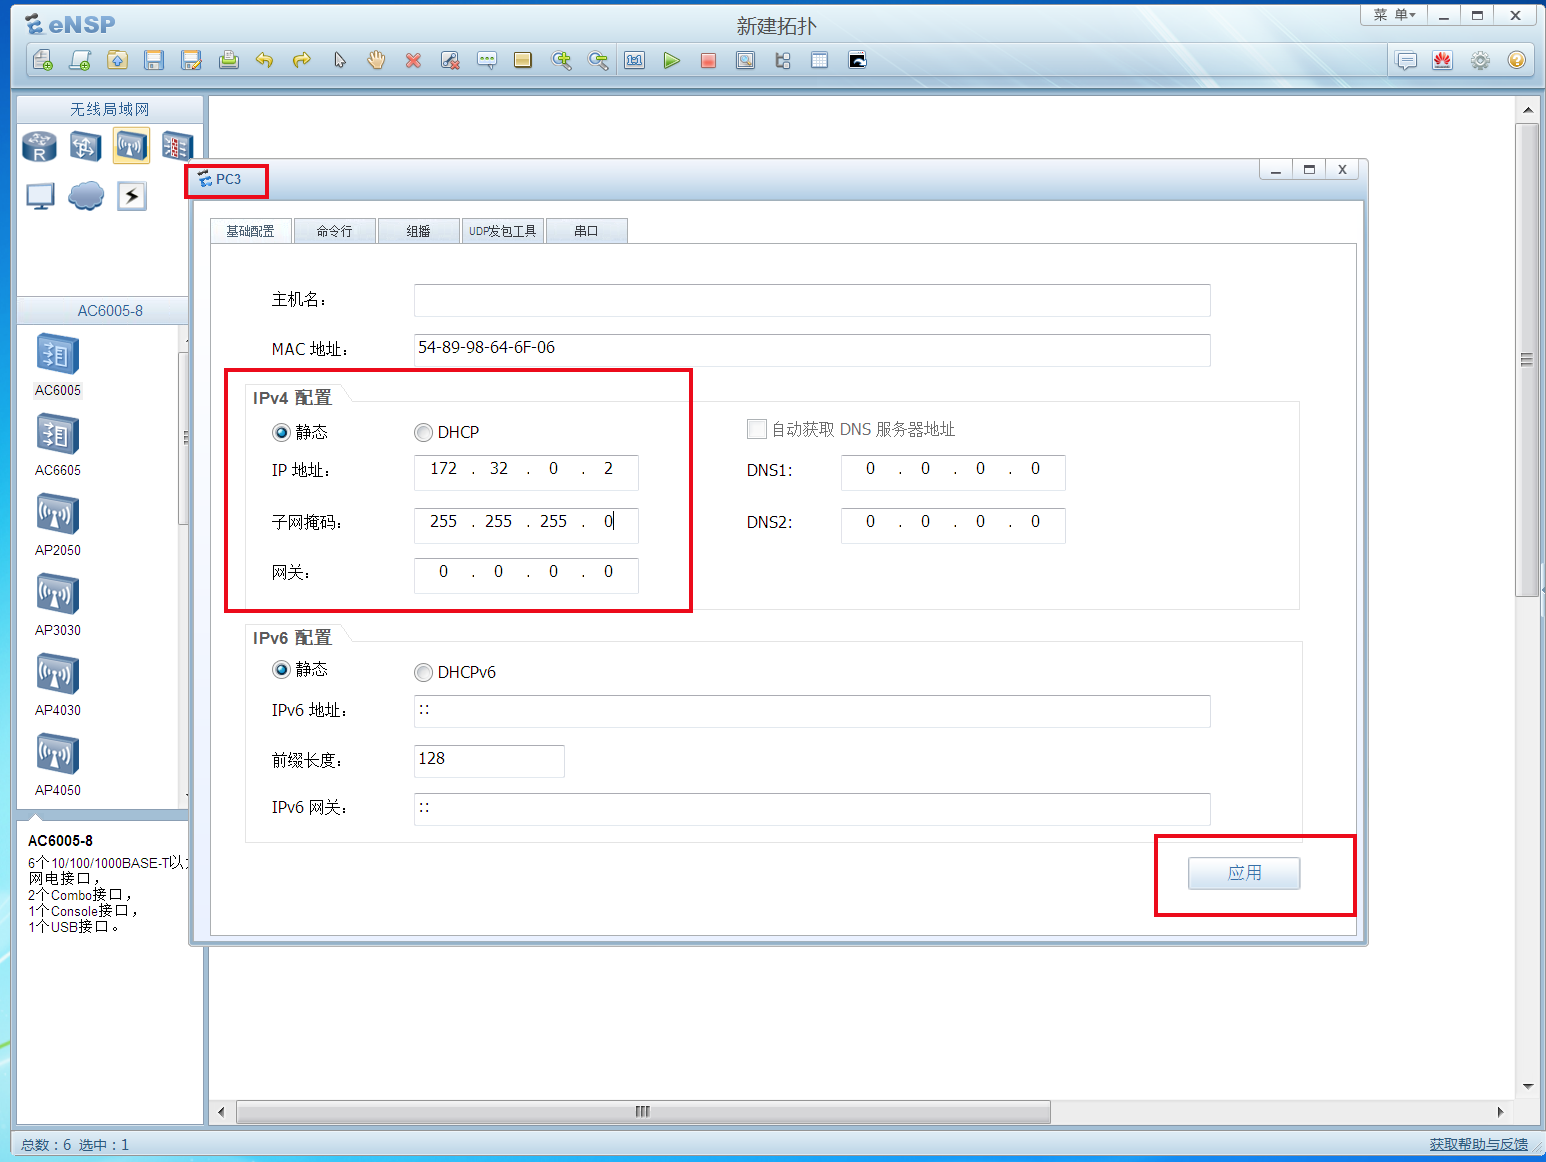 eNSP
新建拓扑
菜 单
无线局域网
R
PC3
基础配置 命令行 组播 UDP发包工具 串口
主机名：
MAC 地址： 54-89-98-64-6F-06
IPv4 配置
静态 DHCP 自动获取 DNS 服务器地址
IP 地址： 172 . 32 . 0 . 2 DNS1: 0 . 0 . 0 . 0
子网掩码： 255 . 255 . 255 . 0 DNS2: 0 . 0 . 0 . 0
网关： 0 . 0 . 0 . 0
IPv6 配置
静态 DHCPv6
IPv6 地址： ::
前缀长度： 128
IPv6 网关： ::
应用
AC6005-8
AC6005
AC6605
AP2050
AP3030
AP4030
AP4050
AC6005-8
6个10/100/1000BASE-T以
网电接口，
2个Combo接口，
1个Console接口，
1个USB接口。
总数：6 选中：1
获取帮助与反馈